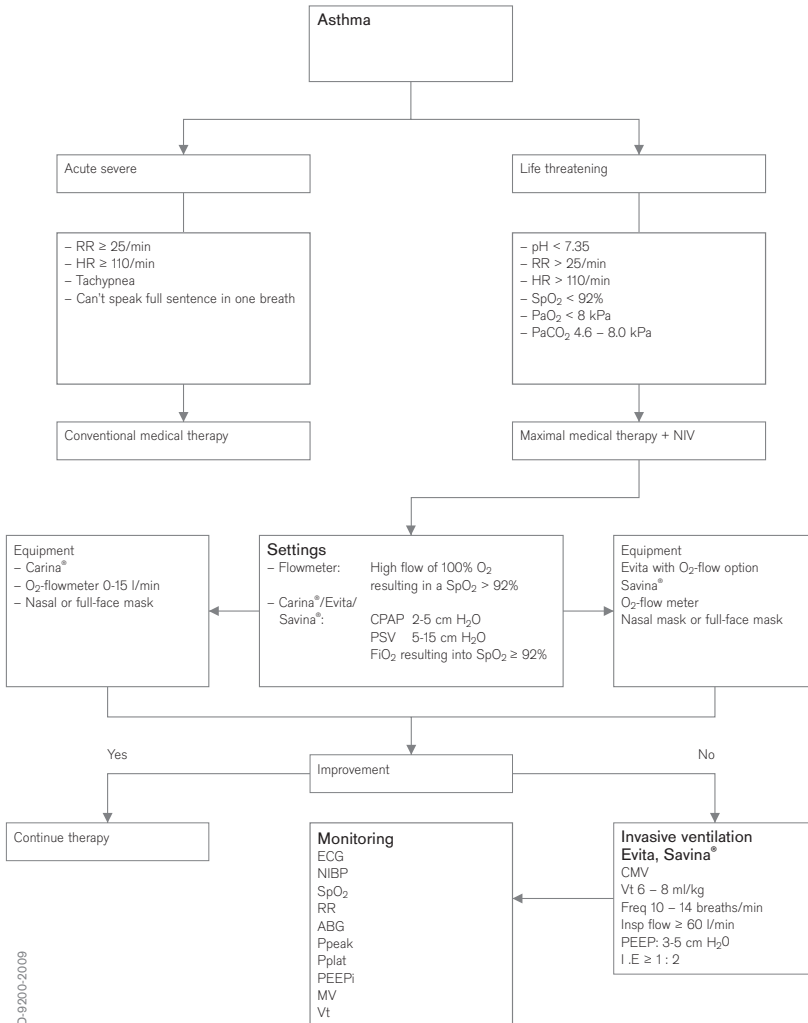 Asthma
Acute severe
Life threatening
– RR ≥ 25/min
– HR ≥ 110/min
– Tachypnea
– Can't speak full sentence in one breath
– pH < 7.35
– RR > 25/min
– HR > 110/min
– SpO₂ < 92%
– PaO₂ < 8 kPa
– PaCO₂ 4.6 – 8.0 kPa
Conventional medical therapy
Maximal medical therapy + NIV
Equipment
– Carina®
– O₂-flowmeter 0-15 l/min
– Nasal or full-face mask
Settings
– Flowmeter: High flow of 100% O₂
resulting in a SpO₂ > 92%
– Carina®/Evita/
Savina®: CPAP 2-5 cm H₂O
PSV 5-15 cm H₂O
FiO₂ resulting into SpO₂ ≥ 92%
Equipment
Evita with O₂-flow option
Savina®
O₂-flow meter
Nasal mask or full-face mask
Yes
Improvement
No
Continue therapy
Monitoring
ECG
NIBP
SpO₂
RR
ABG
Ppeak
Pplat
PEEPi
MV
Vt
Invasive ventilation
Evita, Savina®
CMV
Vt 6 – 8 ml/kg
Freq 10 – 14 breaths/min
Insp flow ≥ 60 l/min
PEEP: 3-5 cm H₂0
I .E ≥ 1 : 2
-9200-2009